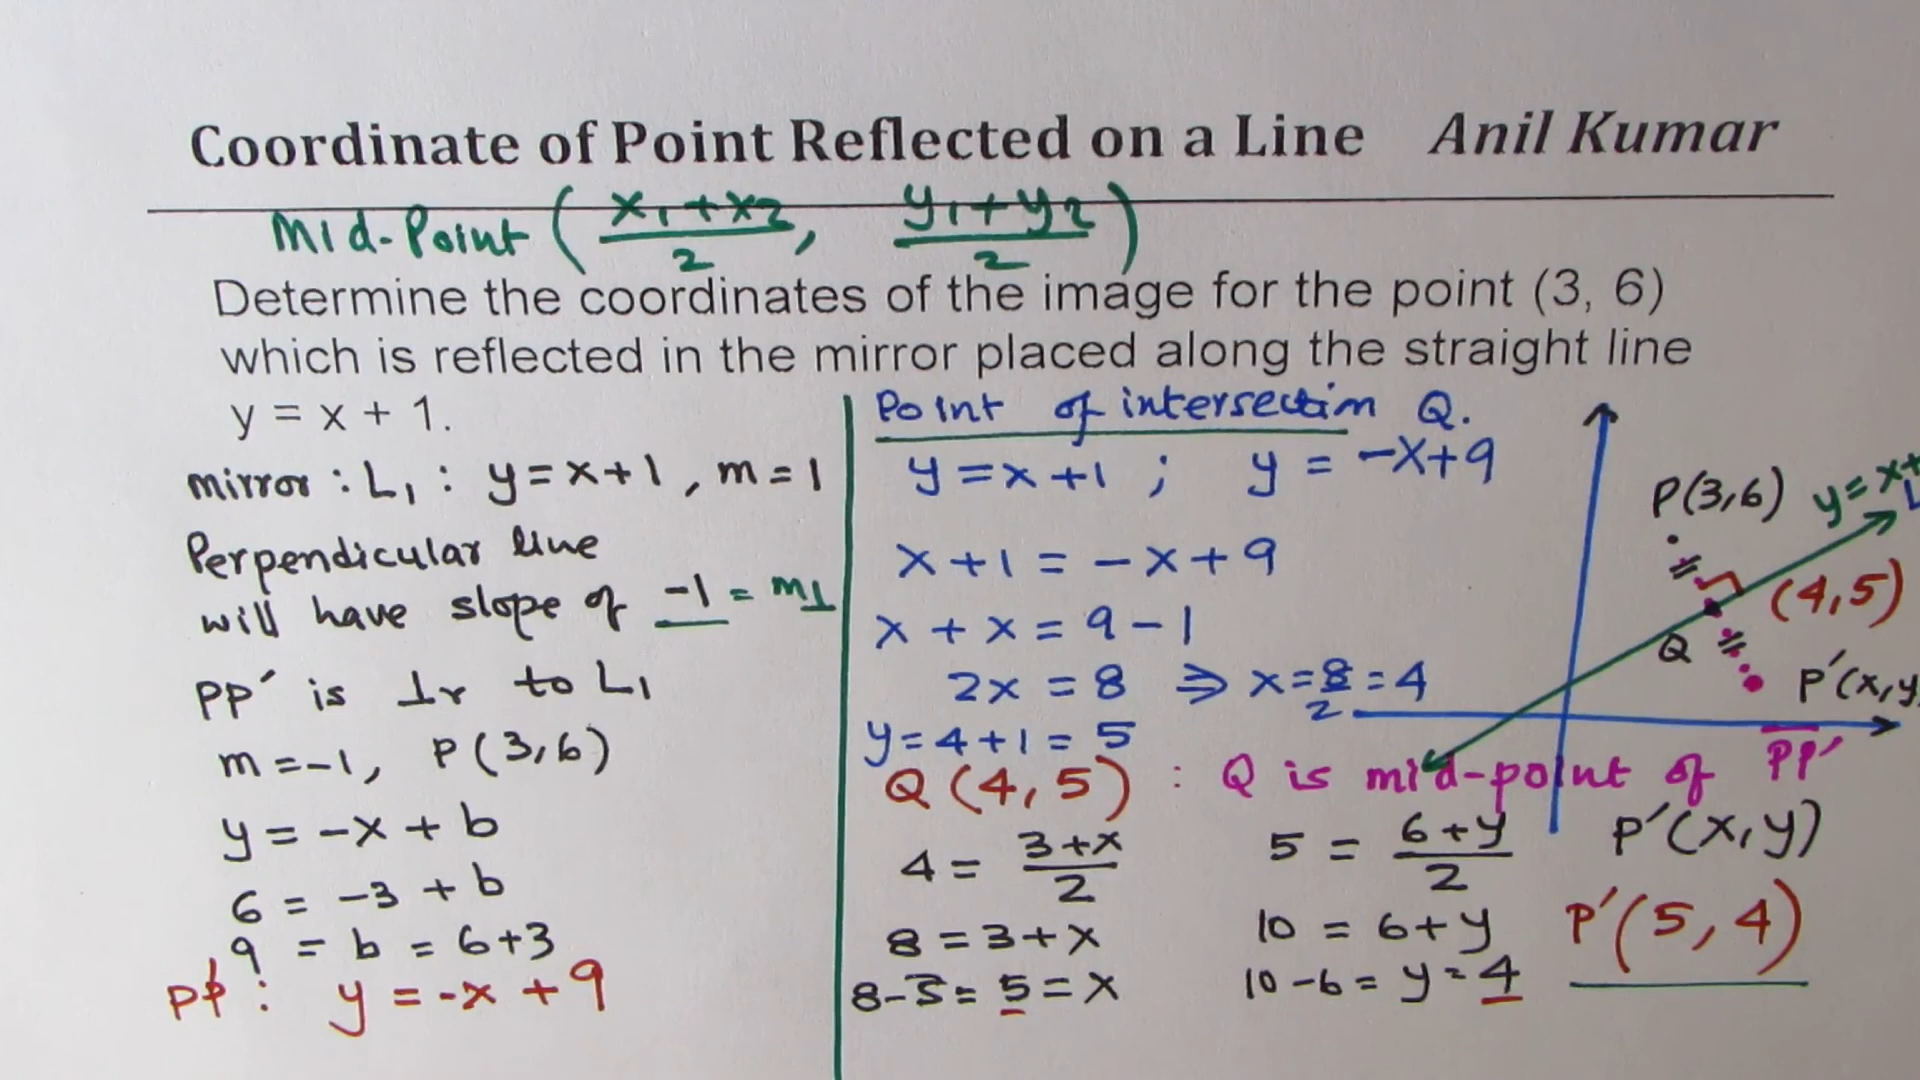 Coordinate of Point Reflected on a Line Anil Kumar
Mid-Point ( x₁+x₂/2, y₁+y₂/2 )
Determine the coordinates of the image for the point (3, 6)
which is reflected in the mirror placed along the straight line
y = x + 1.
mirror : L₁ : y = x + 1, m = 1
Perpendicular line
will have slope of -1 = m⊥
PP′ is ⊥r to L₁
m = -1, P(3,6)
y = -x + b
6 = -3 + b
9 = b = 6+3
PP′ : y = -x + 9
Point of intersection Q.
y = x + 1 ; y = -x+9
x + 1 = -x + 9
x + x = 9 - 1
2x = 8 ⇒ x = 8/2 = 4
y = 4 + 1 = 5
Q (4, 5) : Q is mid-point of PP′
4 = 3+x/2
8 = 3 + x
8-3 = 5 = x
5 = 6+y/2
10 = 6 + y
10 - 6 = y = 4
P′(x, y)
P′(5, 4)
P(3,6)
y = x+
L
(4,5)
Q
P′(x,y